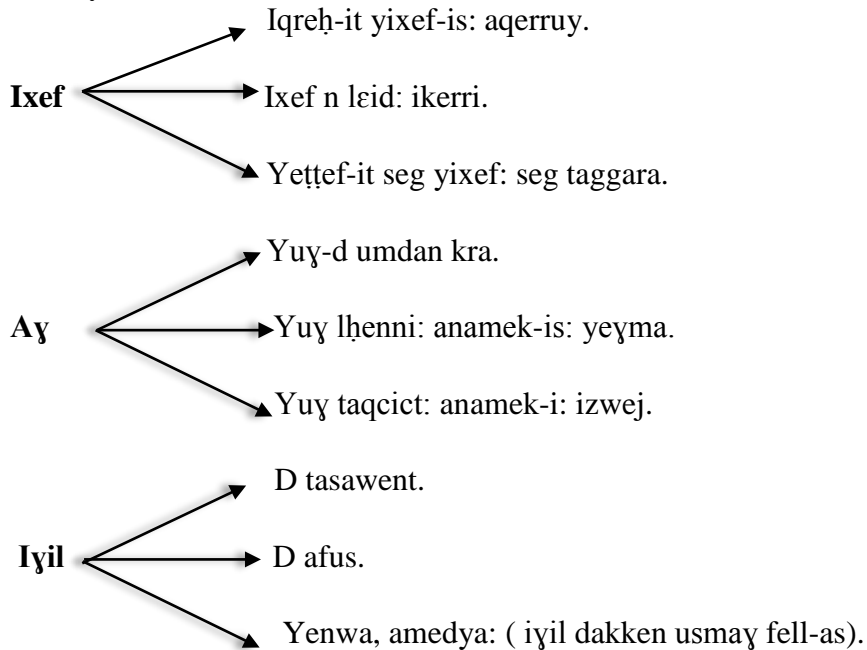 Iqreḥ-it yixef-is: aqerruy.
Ixef
Ixef n lɛid: ikerri.
Yeṭṭef-it seg yixef: seg taggara.
Yuɣ-d umdan kra.
Aɣ
Yuɣ lḥenni: anamek-is: yeɣma.
Yuɣ taqcict: anamek-i: izwej.
D tasawent.
Iɣil
D afus.
Yenwa, amedya: ( iɣil dakken usmaɣ fell-as).